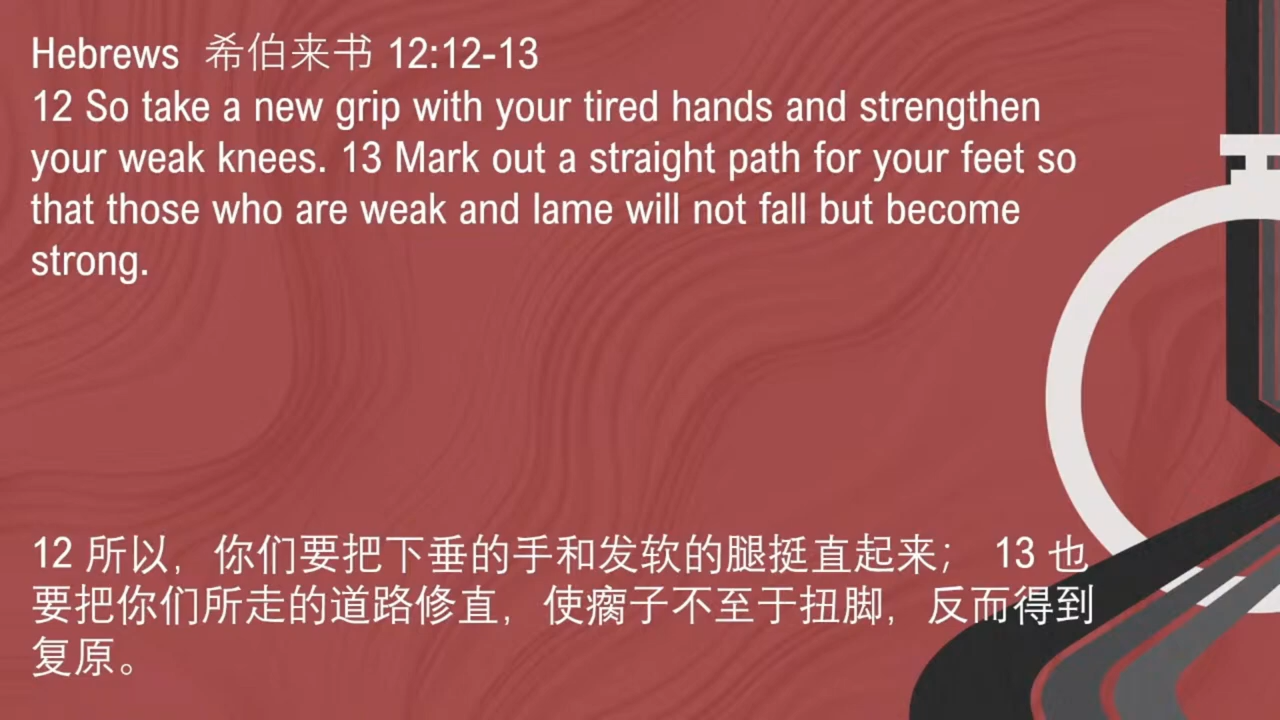 Hebrews 希伯来书 12:12-13
12 So take a new grip with your tired hands and strengthen
your weak knees. 13 Mark out a straight path for your feet so
that those who are weak and lame will not fall but become
strong.
12 所以，你们要把下垂的手和发软的腿挺直起来； 13 也
要把你们所走的道路修直，使瘸子不至于扭脚，反而得到
复原。